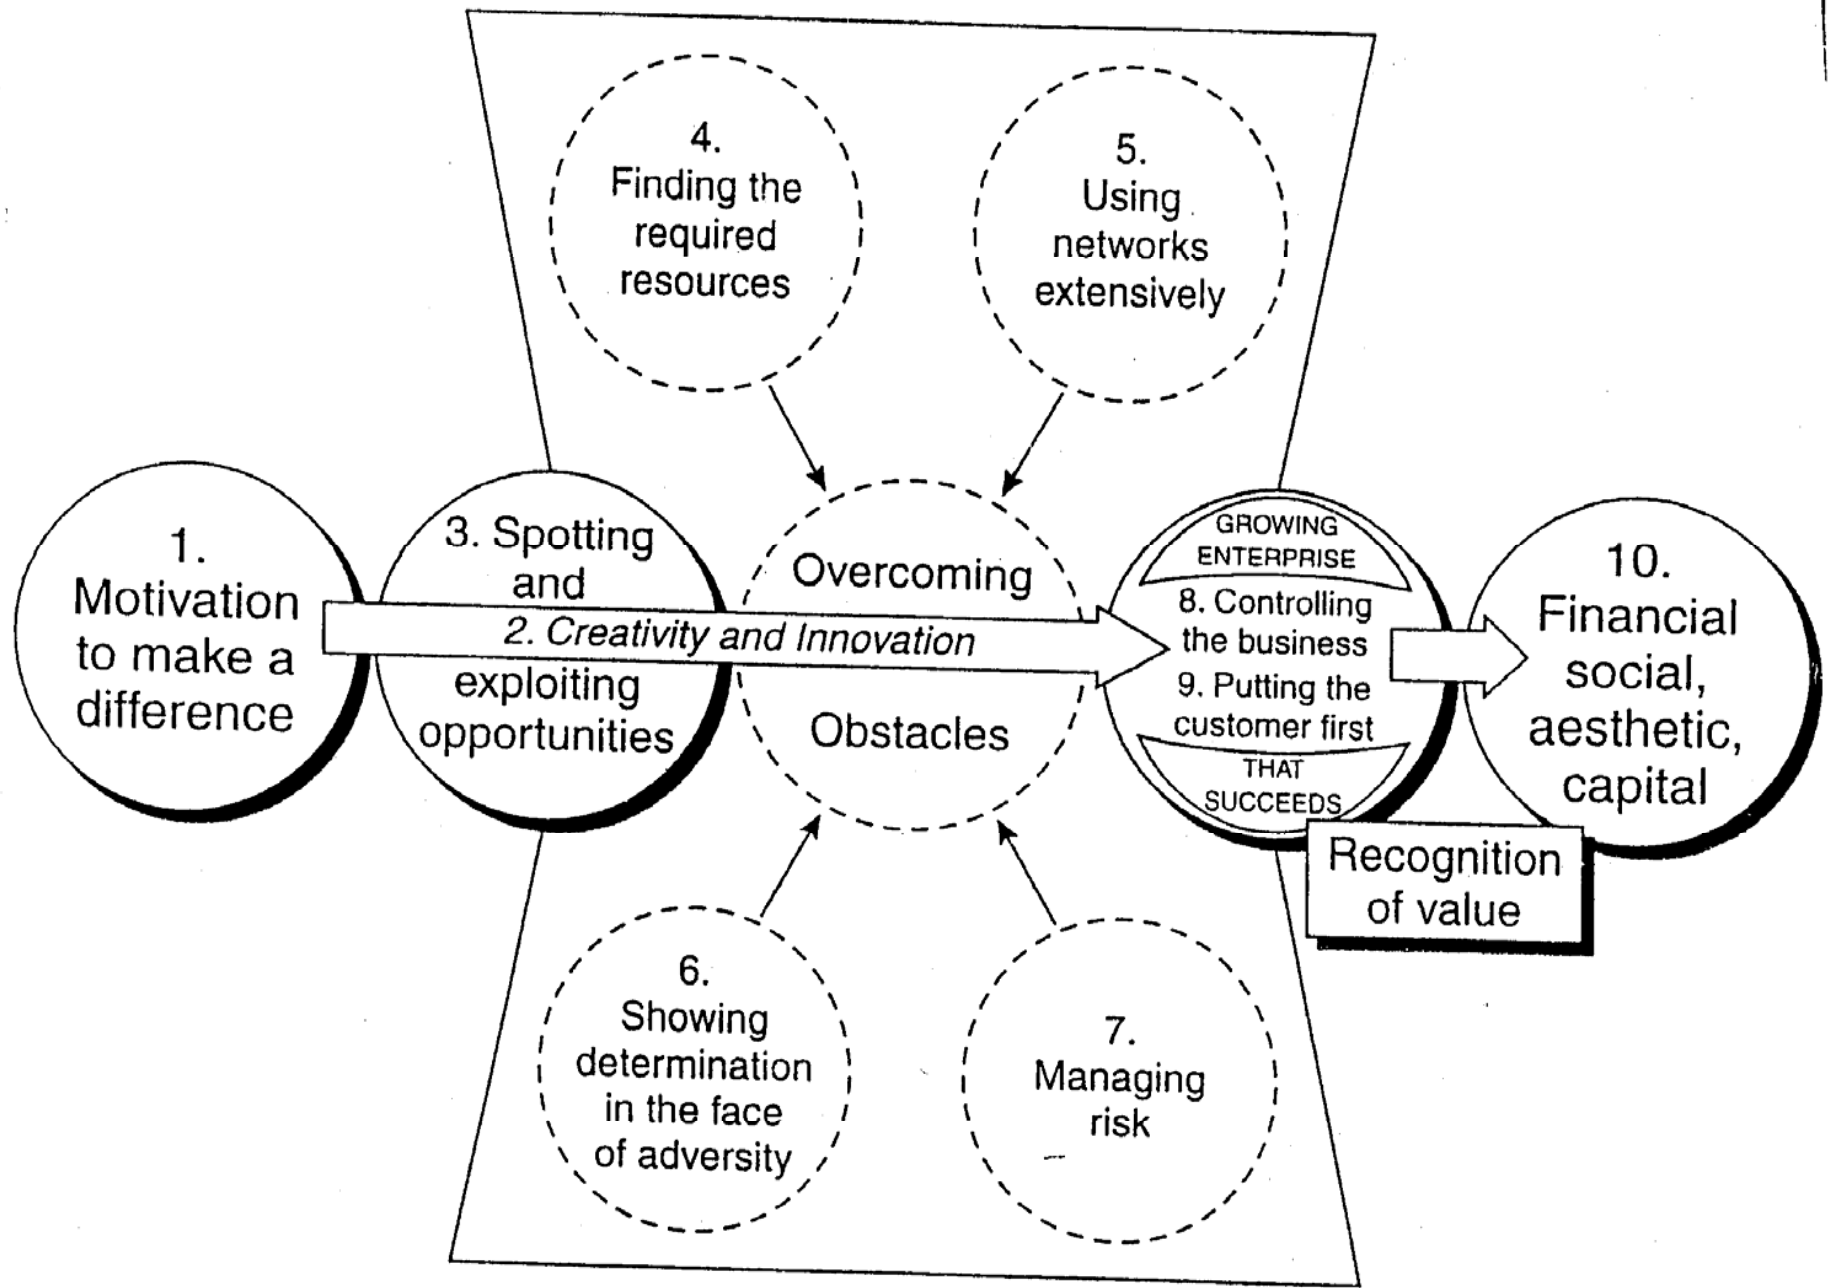 4.
Finding the
required
resources
5.
Using
networks
extensively
1.
Motivation
to make a
difference
3. Spotting
and
2. Creativity and Innovation
exploiting
opportunities
Overcoming
Obstacles
GROWING
ENTERPRISE
8. Controlling
the business
9. Putting the
customer first
THAT
SUCCEEDS
10.
Financial
social,
aesthetic,
capital
Recognition
of value
6.
Showing
determination
in the face
of adversity
7.
Managing
risk